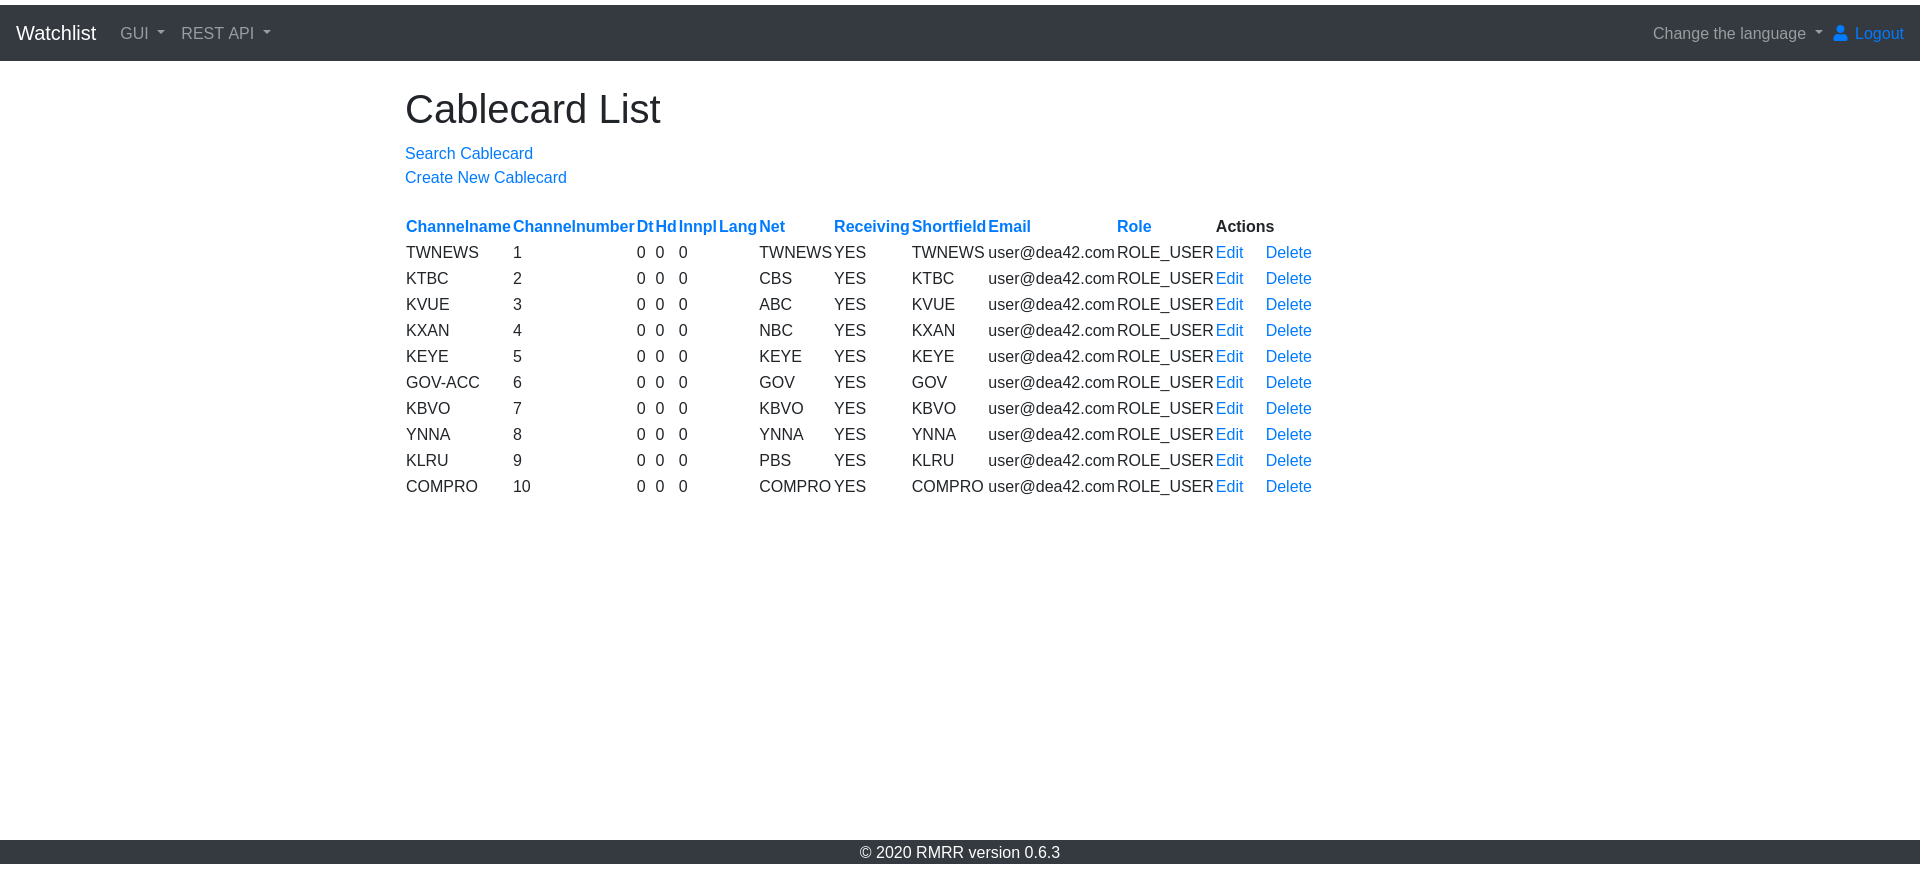 Watchlist GUI REST API Change the language Logout
Cablecard List
Search Cablecard
Create New Cablecard
Channelname Channelnumber Dt Hd Innpl Lang Net Receiving Shortfield Email Role Actions
TWNEWS 1 0 0 0 TWNEWS YES TWNEWS user@dea42.com ROLE_USER Edit Delete
KTBC 2 0 0 0 CBS YES KTBC user@dea42.com ROLE_USER Edit Delete
KVUE 3 0 0 0 ABC YES KVUE user@dea42.com ROLE_USER Edit Delete
KXAN 4 0 0 0 NBC YES KXAN user@dea42.com ROLE_USER Edit Delete
KEYE 5 0 0 0 KEYE YES KEYE user@dea42.com ROLE_USER Edit Delete
GOV-ACC 6 0 0 0 GOV YES GOV user@dea42.com ROLE_USER Edit Delete
KBVO 7 0 0 0 KBVO YES KBVO user@dea42.com ROLE_USER Edit Delete
YNNA 8 0 0 0 YNNA YES YNNA user@dea42.com ROLE_USER Edit Delete
KLRU 9 0 0 0 PBS YES KLRU user@dea42.com ROLE_USER Edit Delete
COMPRO 10 0 0 0 COMPRO YES COMPRO user@dea42.com ROLE_USER Edit Delete
© 2020 RMRR version 0.6.3